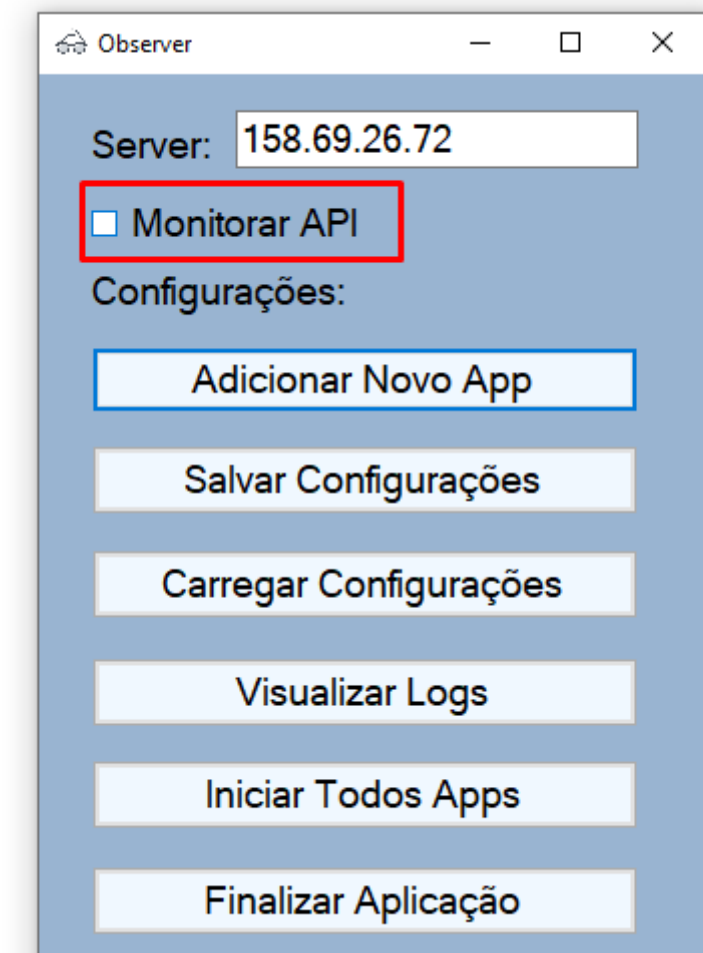 Observer
Server: 158.69.26.72
Monitorar API
Configurações:
Adicionar Novo App
Salvar Configurações
Carregar Configurações
Visualizar Logs
Iniciar Todos Apps
Finalizar Aplicação